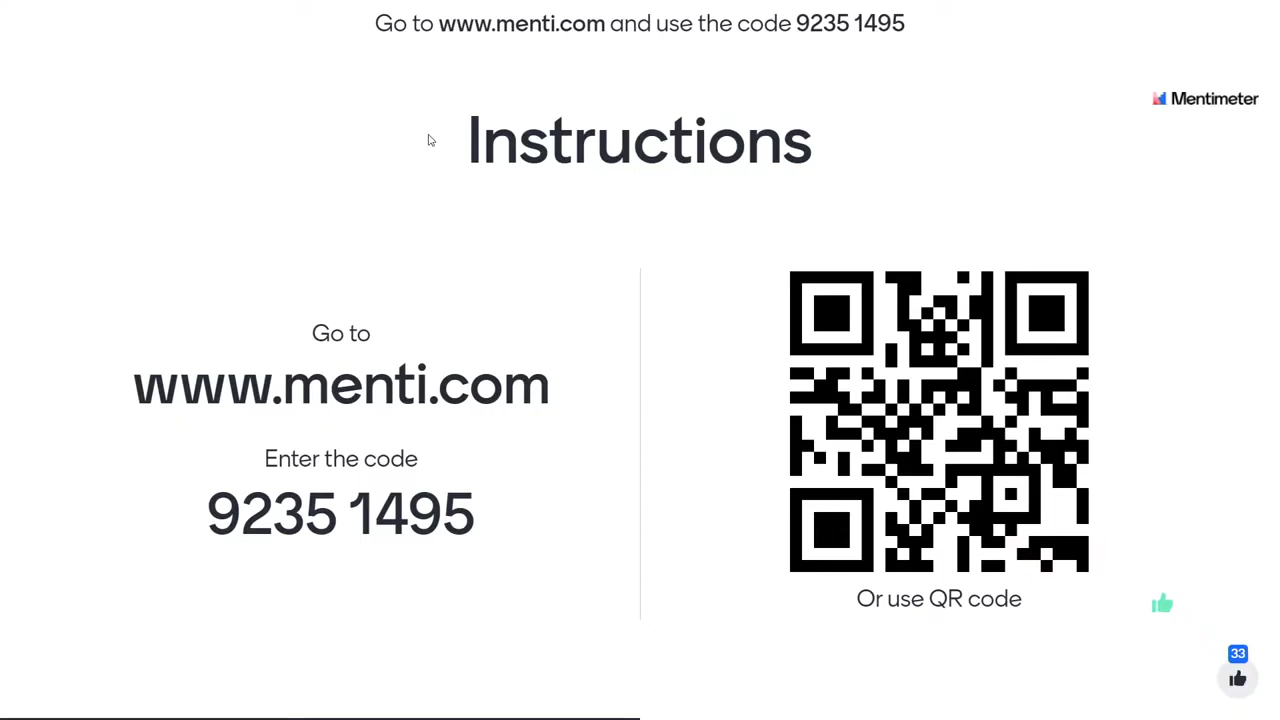 Go to www.menti.com and use the code 9235 1495
Mentimeter
Instructions
Go to
www.menti.com
Enter the code
9235 1495
Or use QR code
33